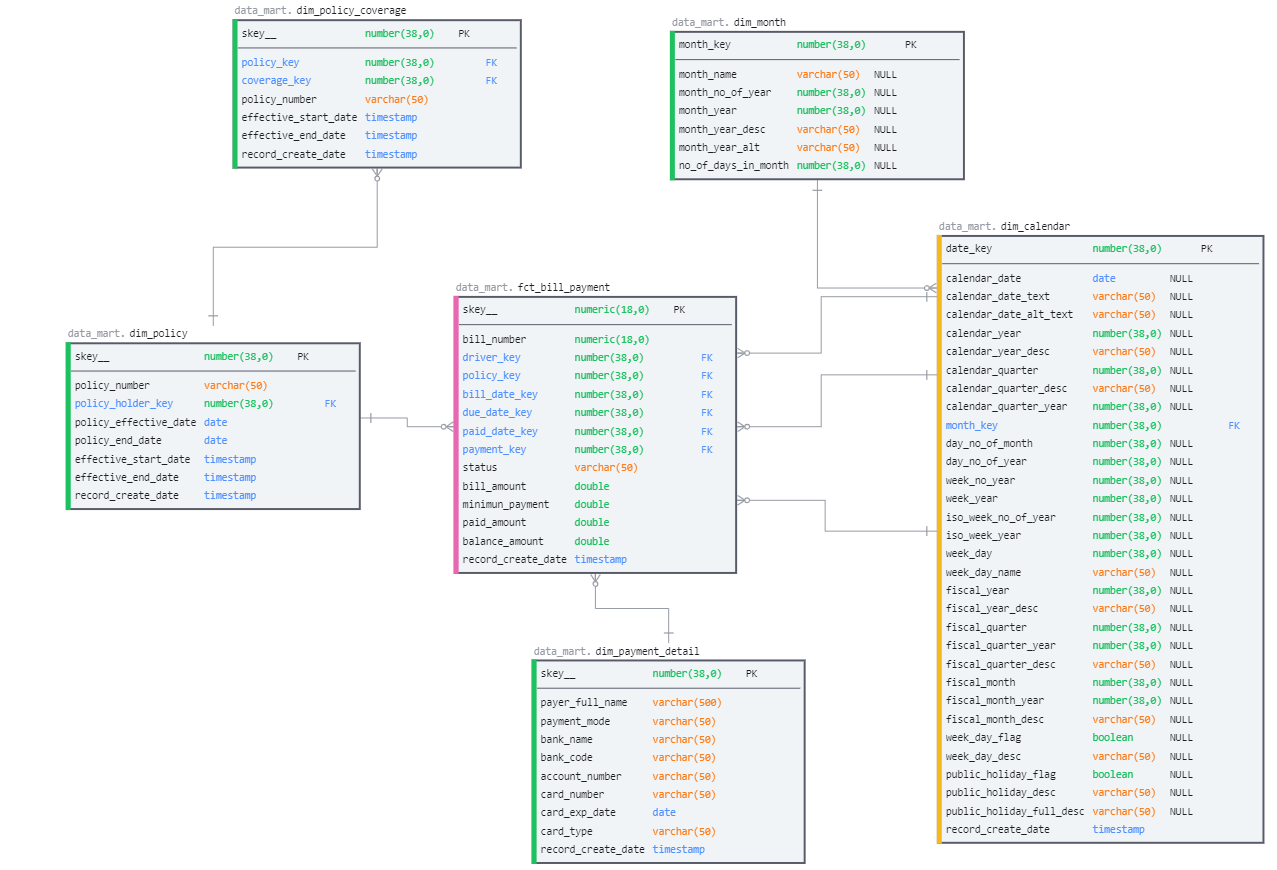 data_mart. dim_policy_coverage
skey__ number(38,0) PK
policy_key number(38,0) FK
coverage_key number(38,0) FK
policy_number varchar(50)
effective_start_date timestamp
effective_end_date timestamp
record_create_date timestamp
data_mart. dim_month
month_key number(38,0) PK
month_name varchar(50) NULL
month_no_of_year number(38,0) NULL
month_year number(38,0) NULL
month_year_desc varchar(50) NULL
month_year_alt varchar(50) NULL
no_of_days_in_month number(38,0) NULL
data_mart. dim_calendar
date_key number(38,0) PK
calendar_date date NULL
calendar_date_text varchar(50) NULL
calendar_date_alt_text varchar(50) NULL
calendar_year number(38,0) NULL
calendar_year_desc varchar(50) NULL
calendar_quarter number(38,0) NULL
calendar_quarter_desc varchar(50) NULL
calendar_quarter_year number(38,0) NULL
month_key number(38,0) FK
day_no_of_month number(38,0) NULL
day_no_of_year number(38,0) NULL
week_no_year number(38,0) NULL
week_year number(38,0) NULL
iso_week_no_of_year number(38,0) NULL
iso_week_year number(38,0) NULL
week_day number(38,0) NULL
week_day_name varchar(50) NULL
fiscal_year number(38,0) NULL
fiscal_year_desc varchar(50) NULL
fiscal_quarter number(38,0) NULL
fiscal_quarter_year number(38,0) NULL
fiscal_quarter_desc varchar(50) NULL
fiscal_month number(38,0) NULL
fiscal_month_year number(38,0) NULL
fiscal_month_desc varchar(50) NULL
week_day_flag boolean NULL
week_day_desc varchar(50) NULL
public_holiday_flag boolean NULL
public_holiday_desc varchar(50) NULL
public_holiday_full_desc varchar(50) NULL
record_create_date timestamp
data_mart. fct_bill_payment
skey__ numeric(18,0) PK
bill_number numeric(18,0)
driver_key number(38,0) FK
policy_key number(38,0) FK
bill_date_key number(38,0) FK
due_date_key number(38,0) FK
paid_date_key number(38,0) FK
payment_key number(38,0) FK
status varchar(50)
bill_amount double
minimun_payment double
paid_amount double
balance_amount double
record_create_date timestamp
data_mart. dim_policy
skey__ number(38,0) PK
policy_number varchar(50)
policy_holder_key number(38,0) FK
policy_effective_date date
policy_end_date date
effective_start_date timestamp
effective_end_date timestamp
record_create_date timestamp
data_mart. dim_payment_detail
skey__ number(38,0) PK
payer_full_name varchar(500)
payment_mode varchar(50)
bank_name varchar(50)
bank_code varchar(50)
account_number varchar(50)
card_number varchar(50)
card_exp_date date
card_type varchar(50)
record_create_date timestamp